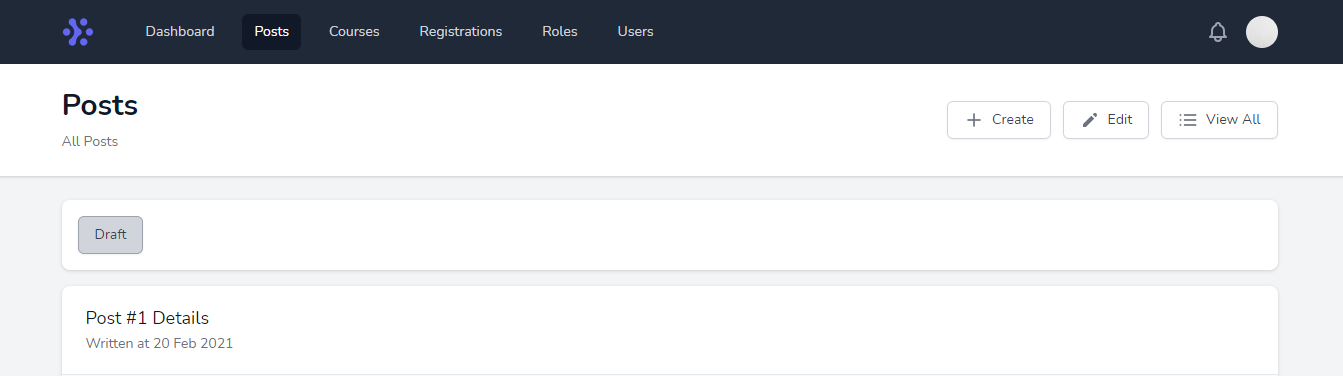 Dashboard Posts Courses Registrations Roles Users
Posts
All Posts
Create Edit View All
Draft
Post #1 Details
Written at 20 Feb 2021